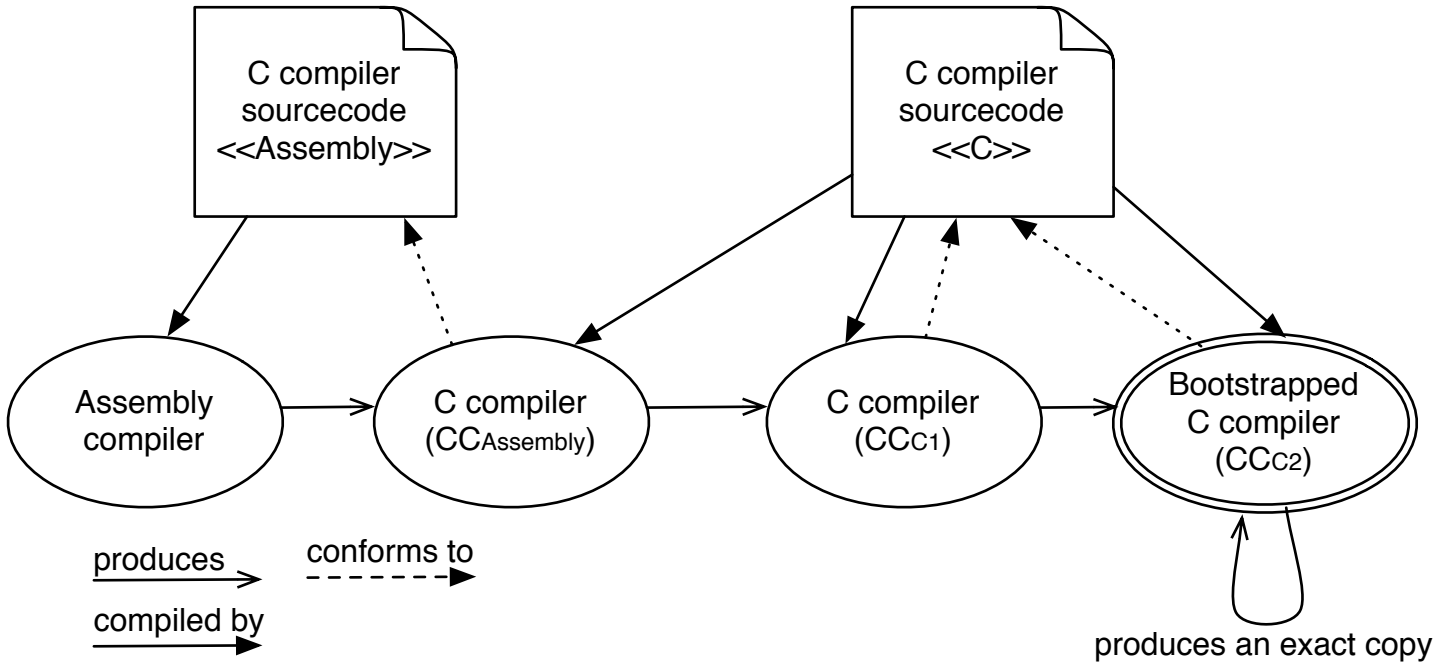 C compiler
sourcecode
<<Assembly>>
C compiler
sourcecode
<<C>>
Assembly
compiler
C compiler
(CCAssembly)
C compiler
(CCC1)
Bootstrapped
C compiler
(CCC2)
produces
conforms to
compiled by
produces an exact copy